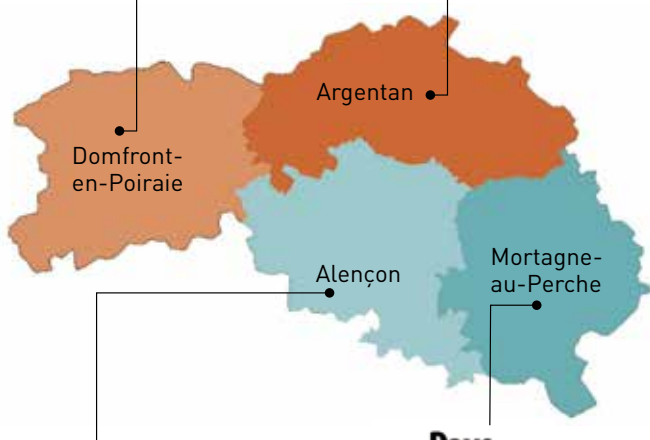 Argentan
Domfront-
en-Poiraie
Alençon
Mortagne-
au-Perche